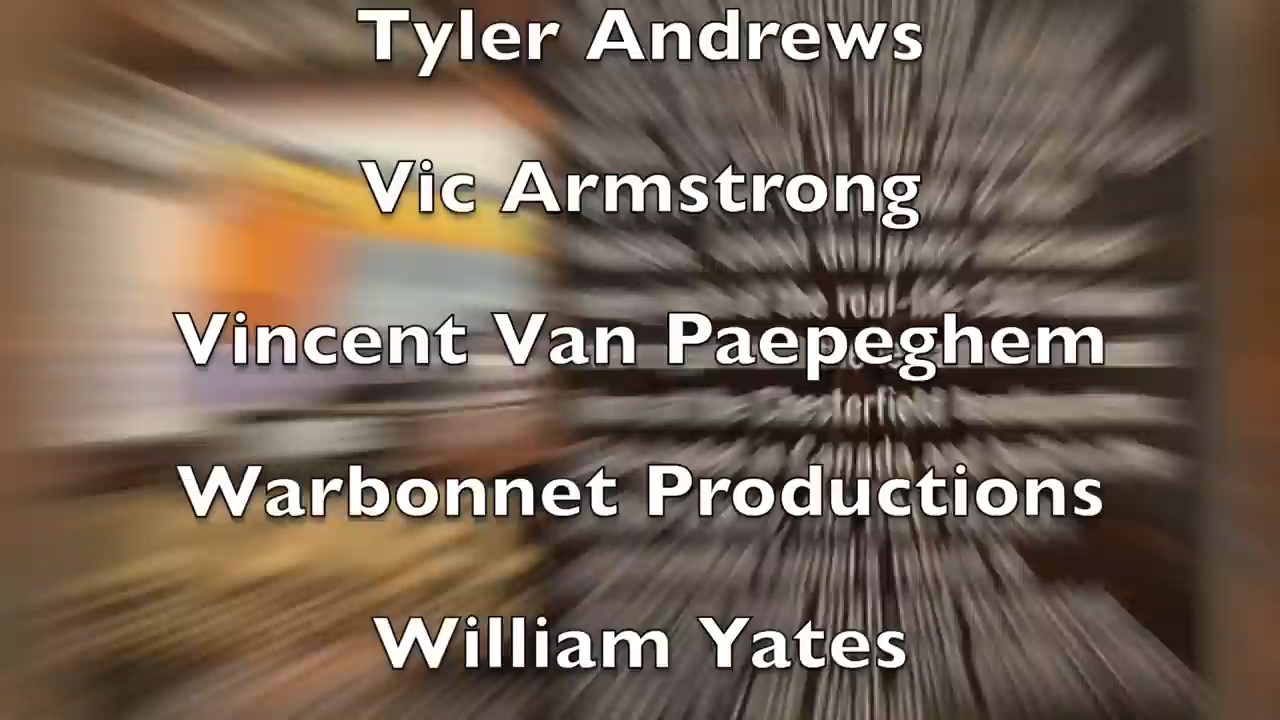 Tyler Andrews
Vic Armstrong
Vincent Van Paepeghem
Warbonnet Productions
William Yates